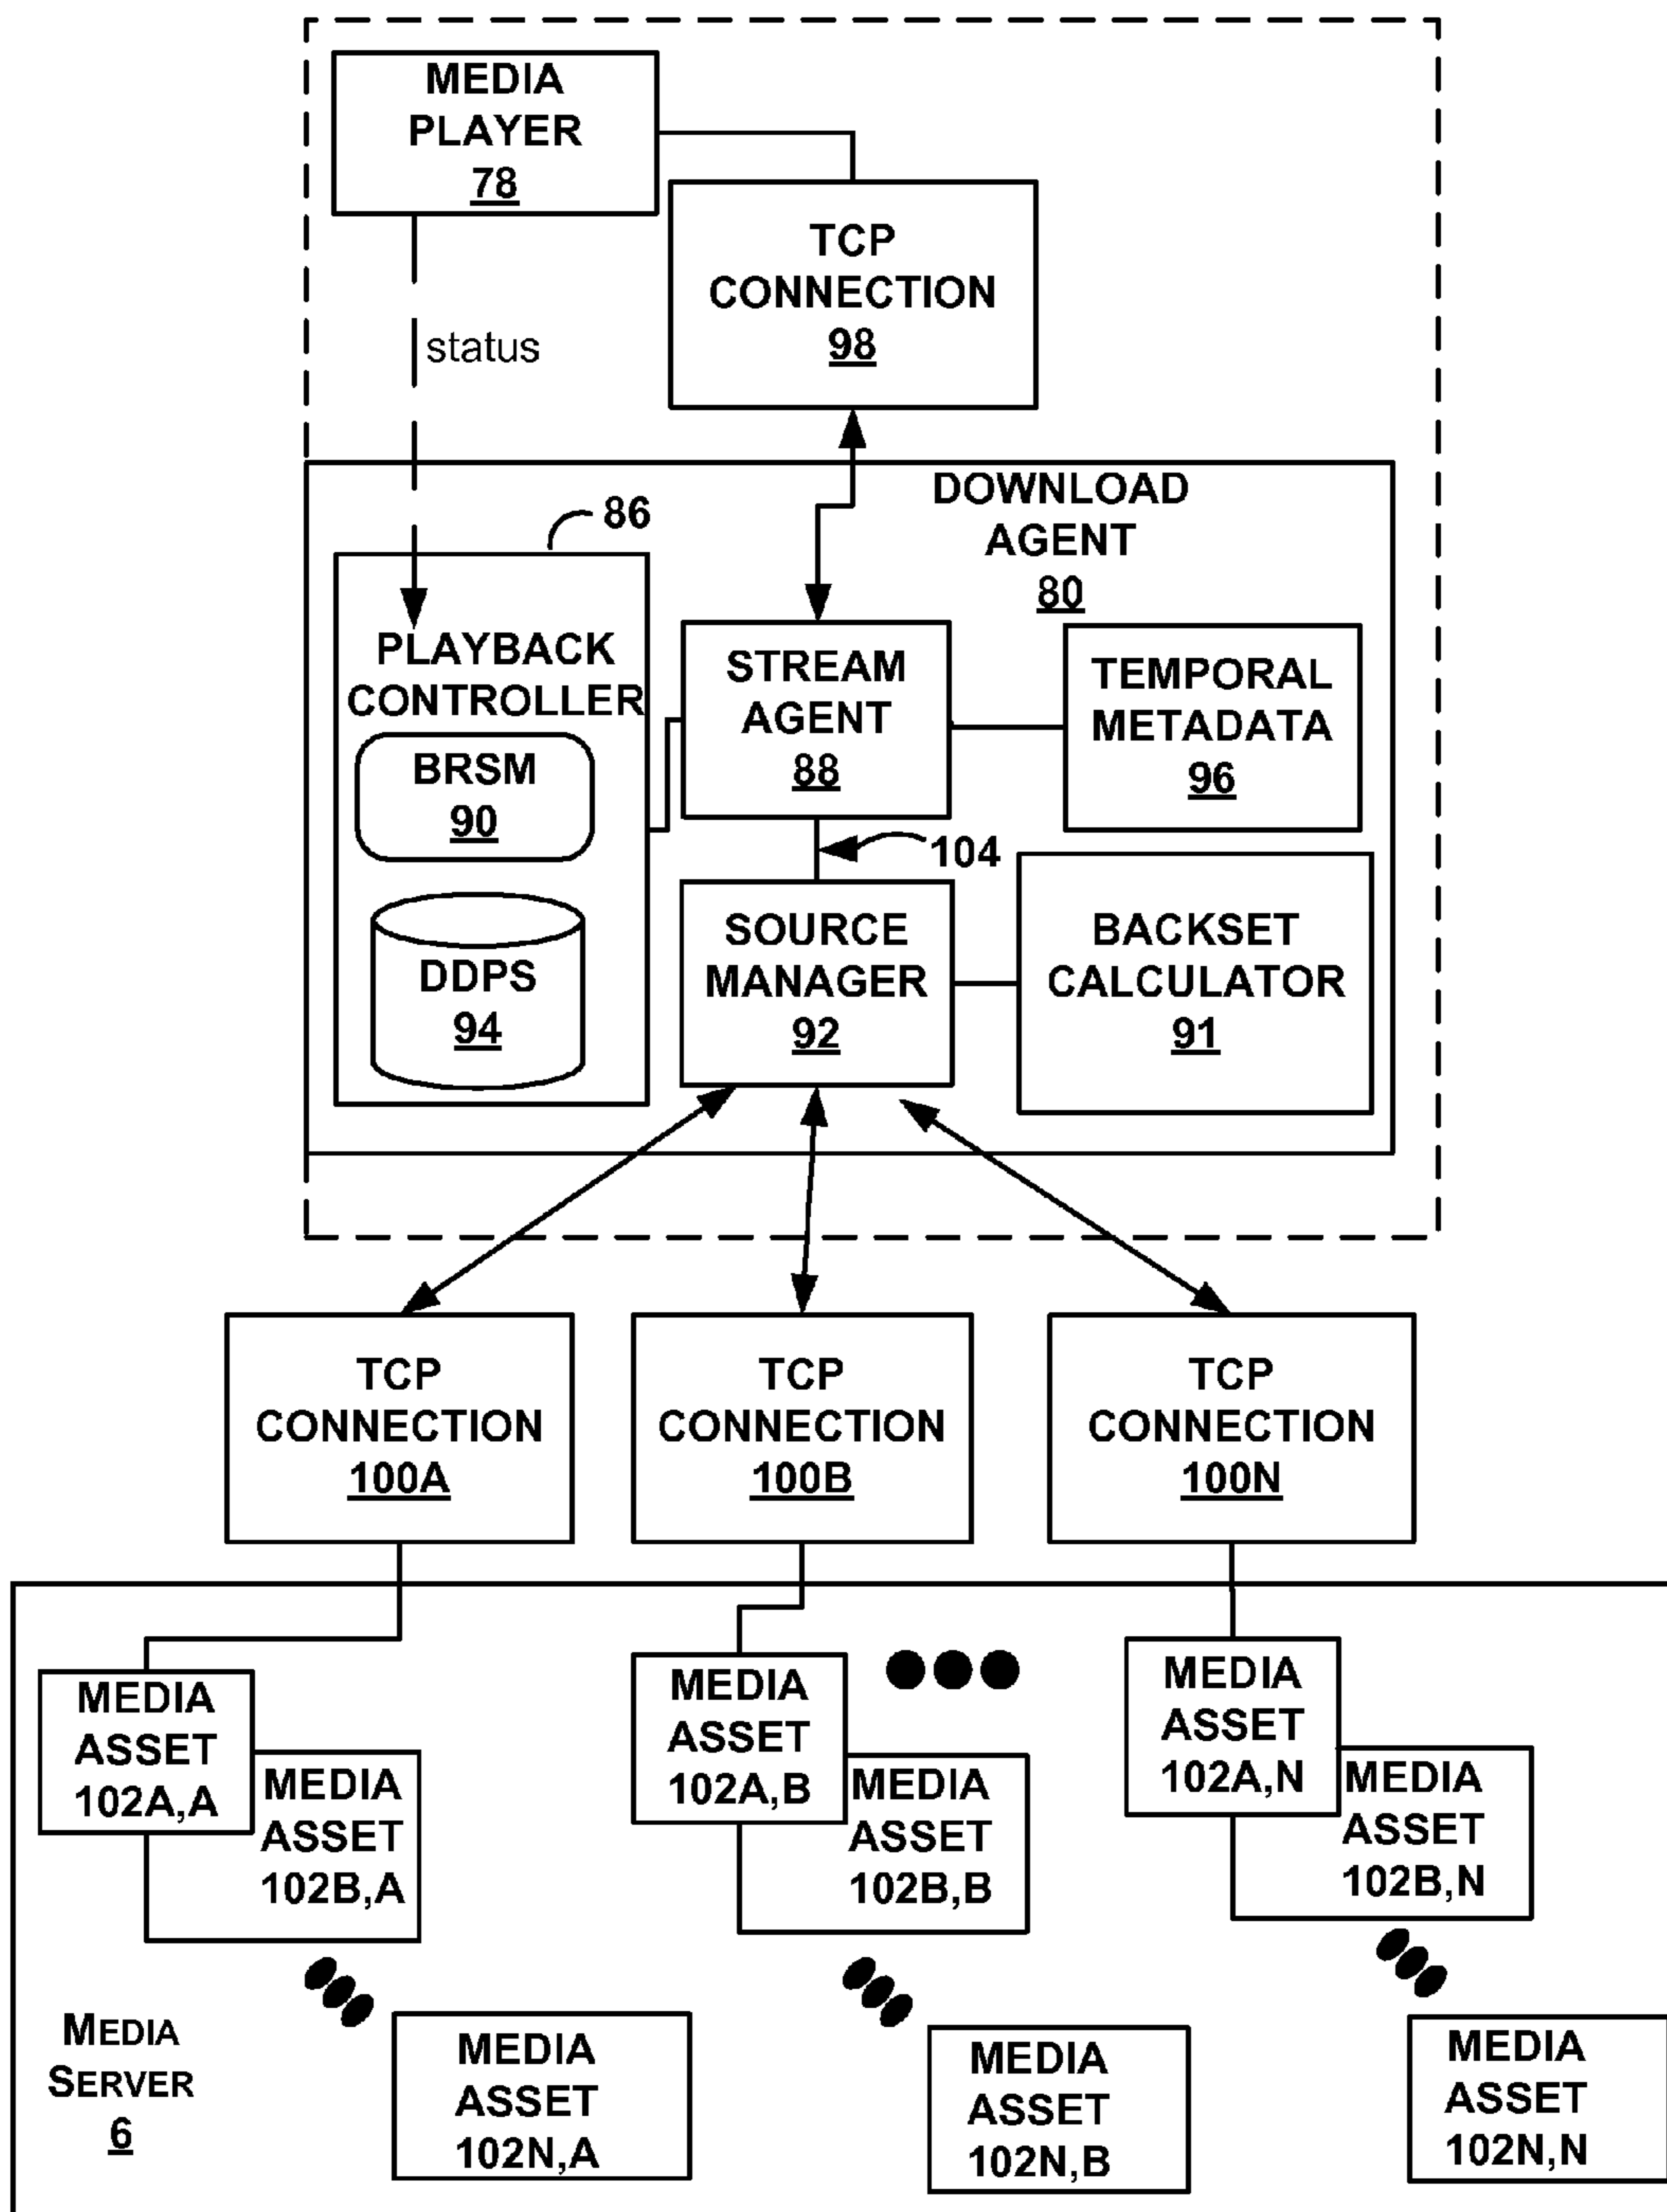 MEDIA
PLAYER
78
TCP
CONNECTION
98
status
DOWNLOAD
AGENT
80
86
PLAYBACK
CONTROLLER
BRSM
90
DDPS
94
STREAM
AGENT
88
TEMPORAL
METADATA
96
104
SOURCE
MANAGER
92
BACKSET
CALCULATOR
91
TCP
CONNECTION
100A
TCP
CONNECTION
100B
TCP
CONNECTION
100N
MEDIA
ASSET
102A,A
MEDIA
ASSET
102B,A
MEDIA
ASSET
102N,A
MEDIA
ASSET
102A,B
MEDIA
ASSET
102B,B
MEDIA
ASSET
102N,B
MEDIA
ASSET
102A,N
MEDIA
ASSET
102B,N
MEDIA
ASSET
102N,N
MEDIA
SERVER
6